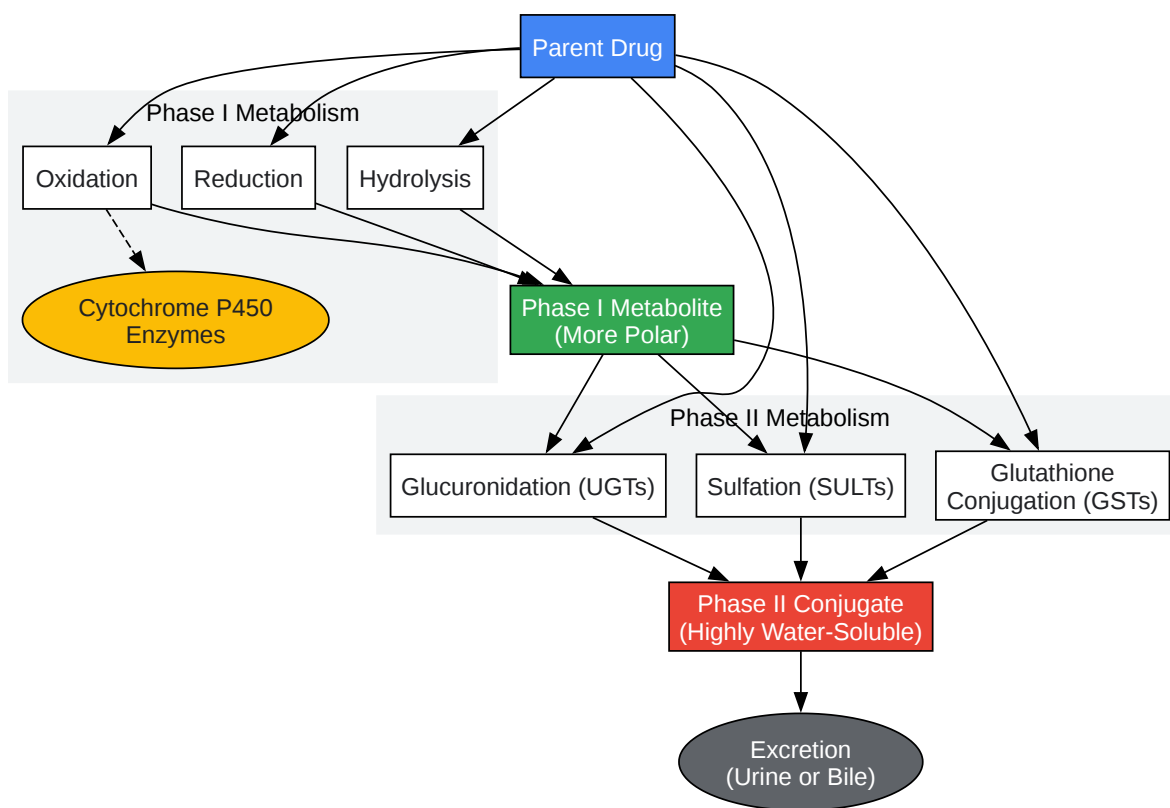 Parent Drug
Phase I Metabolism
Oxidation
Reduction
Hydrolysis
Cytochrome P450
Enzymes
Phase I Metabolite
(More Polar)
Phase II Metabolism
Glucuronidation (UGTs)
Sulfation (SULTs)
Glutathione
Conjugation (GSTs)
Phase II Conjugate
(Highly Water-Soluble)
Excretion
(Urine or Bile)